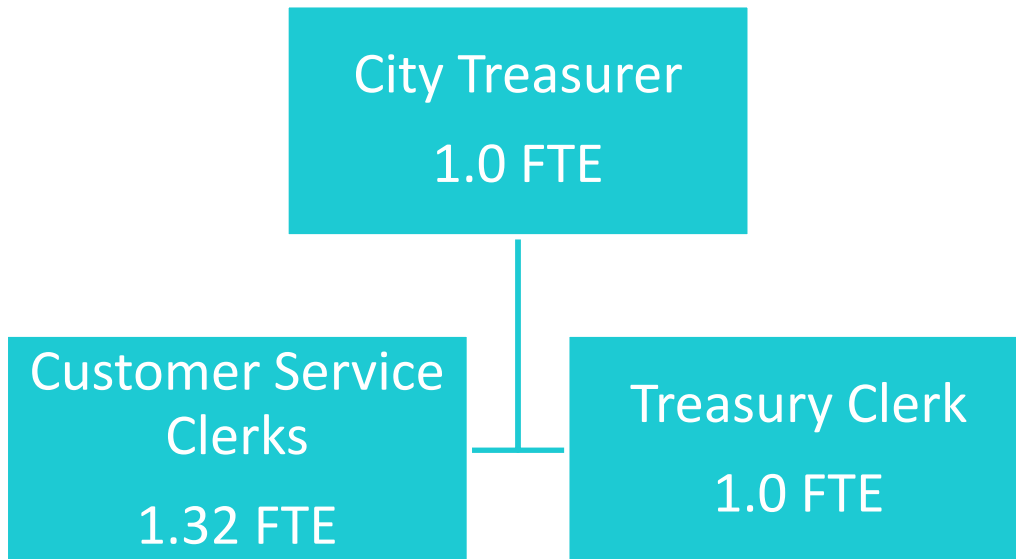 City Treasurer
1.0 FTE
Customer Service
Clerks
1.32 FTE
Treasury Clerk
1.0 FTE